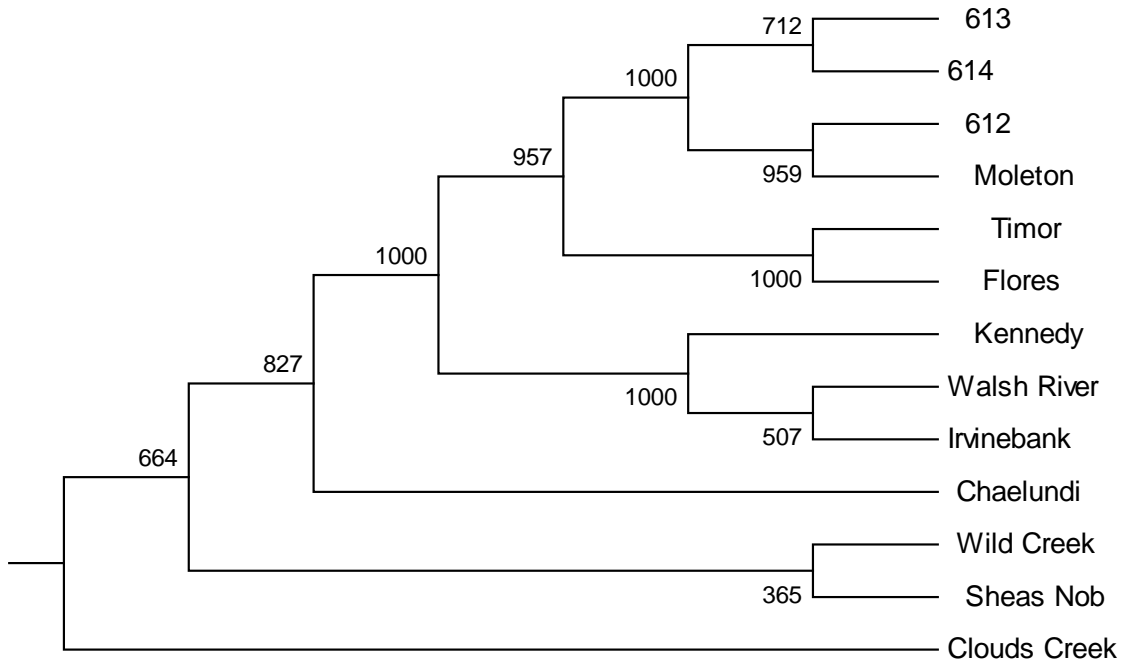 712
613
614
1000
612
957
959
Moleton
Timor
1000
1000
Flores
827
Kennedy
1000
Walsh River
507
Irvinebank
664
Chaelundi
Wild Creek
365
Sheas Nob
Clouds Creek